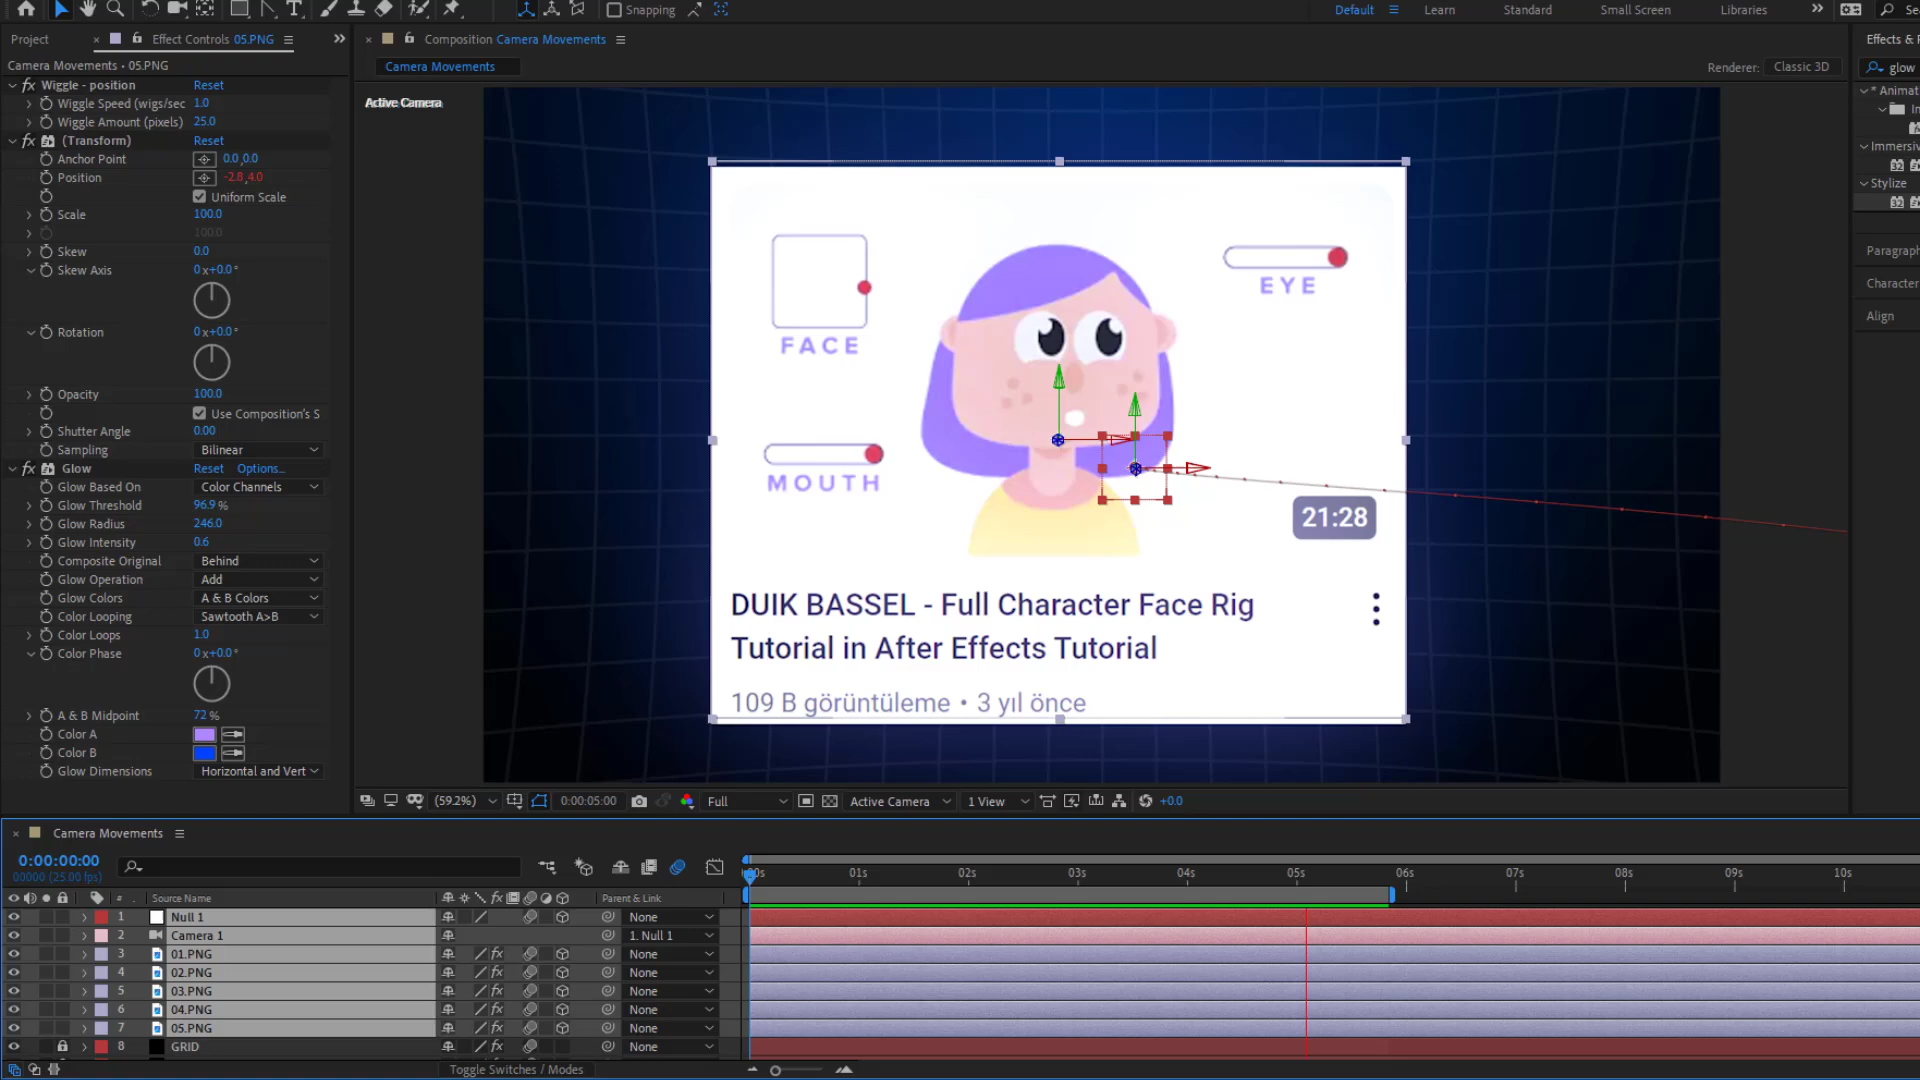 Snapping
Default
Learn
Standard
Small Screen
Libraries
Project
Effect Controls 05.PNG
Composition Camera Movements
Effects &
Camera Movements • 05.PNG
Camera Movements
Renderer: Classic 3D
glow
Wiggle - position Reset
Wiggle Speed (wigs/sec 1.0
Wiggle Amount (pixels) 25.0
(Transform) Reset
Anchor Point 0.0,0.0
Position -2.8,4.0
Uniform Scale
Scale 100.0
100.0
Skew 0.0
Skew Axis 0 x+0.0°
Rotation 0 x+0.0°
Opacity 100.0
Use Composition's S
Shutter Angle 0.00
Sampling Bilinear
Glow Reset Options...
Glow Based On Color Channels
Glow Threshold 96.9 %
Glow Radius 246.0
Glow Intensity 0.6
Composite Original Behind
Glow Operation Add
Glow Colors A & B Colors
Color Looping Sawtooth A>B
Color Loops 1.0
Color Phase 0 x+0.0°
A & B Midpoint 72 %
Color A
Color B
Glow Dimensions Horizontal and Vert
Active Camera
FACE
EYE
MOUTH
21:28
DUIK BASSEL - Full Character Face Rig
Tutorial in After Effects Tutorial
109 B görüntüleme • 3 yıl önce
* Animat
In
Immersiv
32
Stylize
32
Paragraph
Character
Align
(59.2%) 0:00:05:00 Full Active Camera 1 View +0.0
Camera Movements
0:00:00:00
00000 (25.00 fps)
01s 02s 03s 04s 05s 06s 07s 08s 09s 10s
# Source Name Parent & Link
1 Null 1 None
2 Camera 1 1. Null 1
3 01.PNG None
4 02.PNG None
5 03.PNG None
6 04.PNG None
7 05.PNG None
8 GRID None
Toggle Switches / Modes